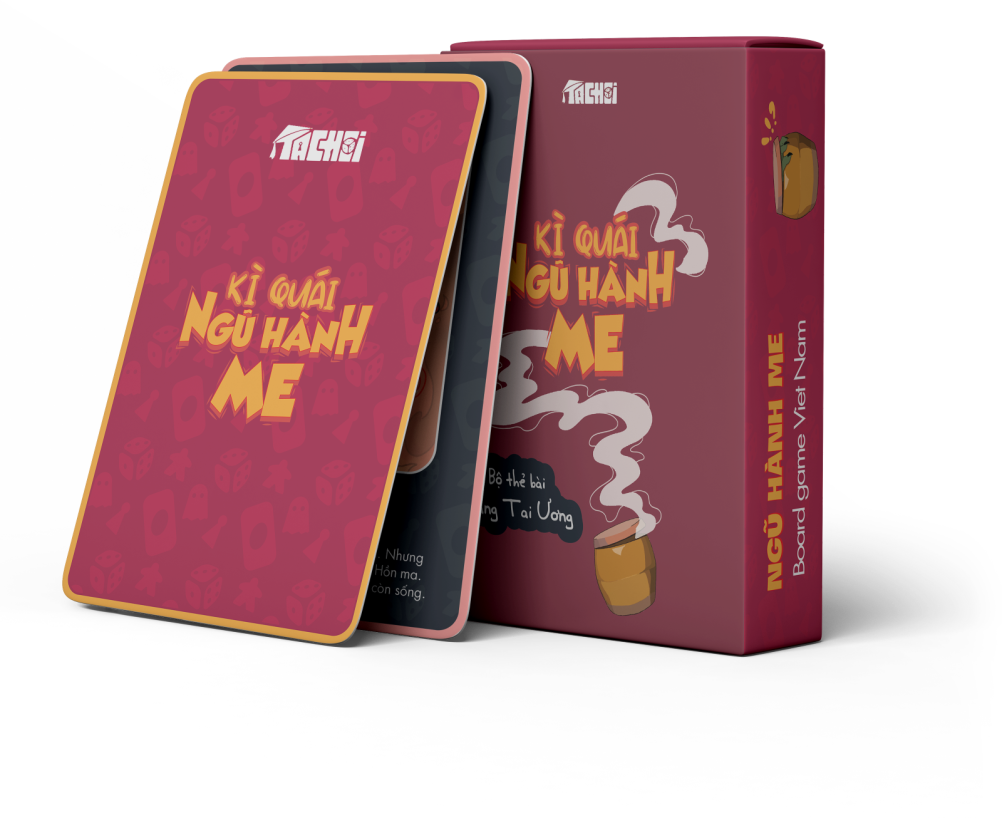 TACHOI
KÌ QUÁI
NGŨ HÀNH
ME
Nhưng
Hồn ma.
còn sống.
TACHOI
KÌ QUÁI
NGŨ HÀNH
ME
Bộ thẻ bài
Tai Ương
NGŨ HÀNH ME
Board game Viet Nam